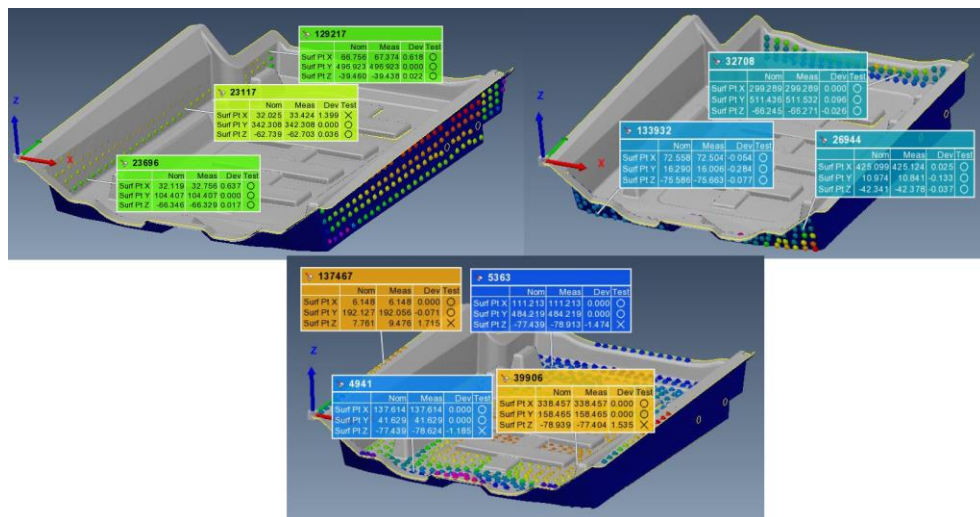 129217
Nom Meas Dev Test
Surf Pt X 66.756 67.374 0.618
Surf Pt Y 496.923 496.923 0.000
Surf Pt Z -39.460 -39.438 0.022
23117
Nom Meas Dev Test
Surf Pt X 32.025 33.424 1.399
Surf Pt Y 342.308 342.308 0.000
Surf Pt Z -62.739 -62.703 0.036
23696
Nom Meas Dev Test
Surf Pt X 32.119 32.756 0.637
Surf Pt Y 104.407 104.407 0.000
Surf Pt Z -66.346 -66.329 0.017
Z
X
32708
Nom Meas Dev Test
Surf Pt X 299.289 299.289 0.000
Surf Pt Y 511.436 511.532 0.096
Surf Pt Z -66.245 -66.271 -0.026
133932
Nom Meas Dev Test
Surf Pt X 72.558 72.504 -0.054
Surf Pt Y 16.290 16.006 -0.284
Surf Pt Z -75.586 -75.663 -0.077
26944
Nom Meas Dev Test
Surf Pt X 425.099 425.124 0.025
Surf Pt Y 10.974 10.841 -0.133
Surf Pt Z -42.341 -42.378 -0.037
Z
X
137467
Nom Meas Dev Test
Surf Pt X 6.148 6.148 0.000
Surf Pt Y 192.127 192.056 -0.071
Surf Pt Z 7.761 9.476 1.715
5363
Nom Meas Dev Test
Surf Pt X 111.213 111.213 0.000
Surf Pt Y 484.219 484.219 0.000
Surf Pt Z -77.439 -78.913 -1.474
4941
Nom Meas Dev Test
Surf Pt X 137.614 137.614 0.000
Surf Pt Y 41.629 41.629 0.000
Surf Pt Z -77.439 -78.624 -1.185
39906
Nom Meas Dev Test
Surf Pt X 338.457 338.457 0.000
Surf Pt Y 158.465 158.465 0.000
Surf Pt Z -78.939 -77.404 1.535
Z